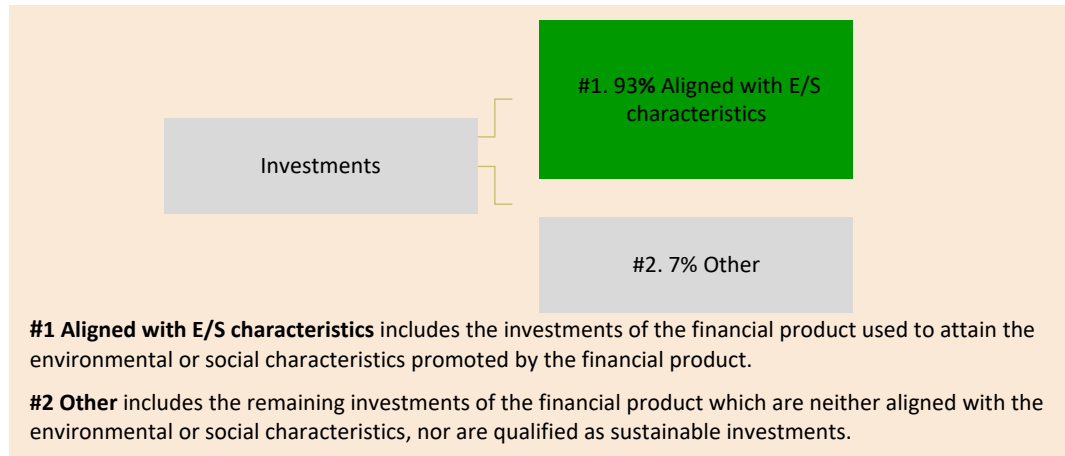 #1. 93% Aligned with E/S
characteristics
Investments
#2. 7% Other
#1 Aligned with E/S characteristics includes the investments of the financial product used to attain the
environmental or social characteristics promoted by the financial product.
#2 Other includes the remaining investments of the financial product which are neither aligned with the
environmental or social characteristics, nor are qualified as sustainable investments.